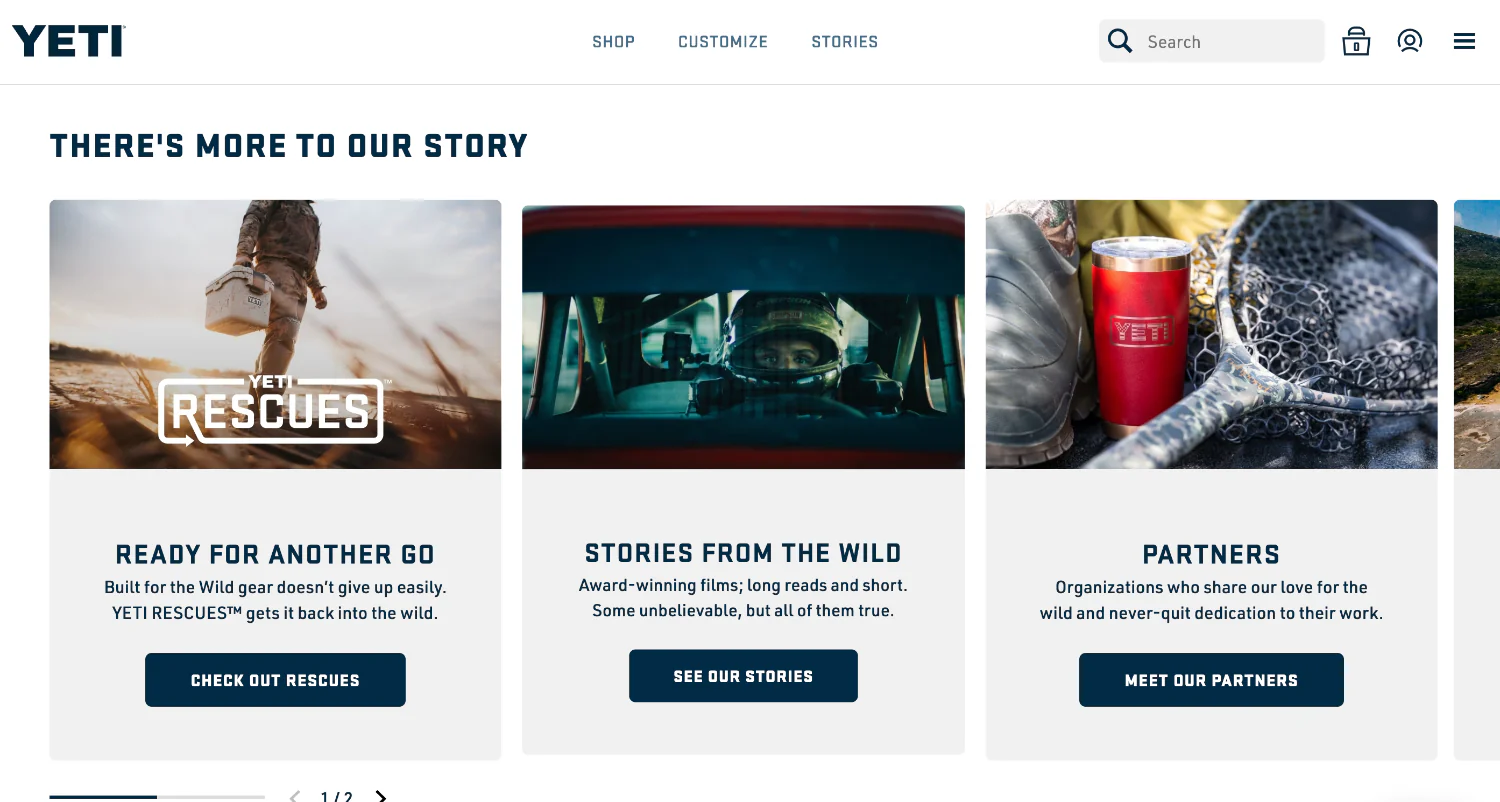 YETI
SHOP
CUSTOMIZE
STORIES
Search
0
THERE'S MORE TO OUR STORY
YETI
YETI
RESCUES™
READY FOR ANOTHER GO
Built for the Wild gear doesn’t give up easily.
YETI RESCUES™ gets it back into the wild.
CHECK OUT RESCUES
SIMPSON
STORIES FROM THE WILD
Award-winning films; long reads and short.
Some unbelievable, but all of them true.
SEE OUR STORIES
YETI
PARTNERS
Organizations who share our love for the
wild and never-quit dedication to their work.
MEET OUR PARTNERS
1 / 2